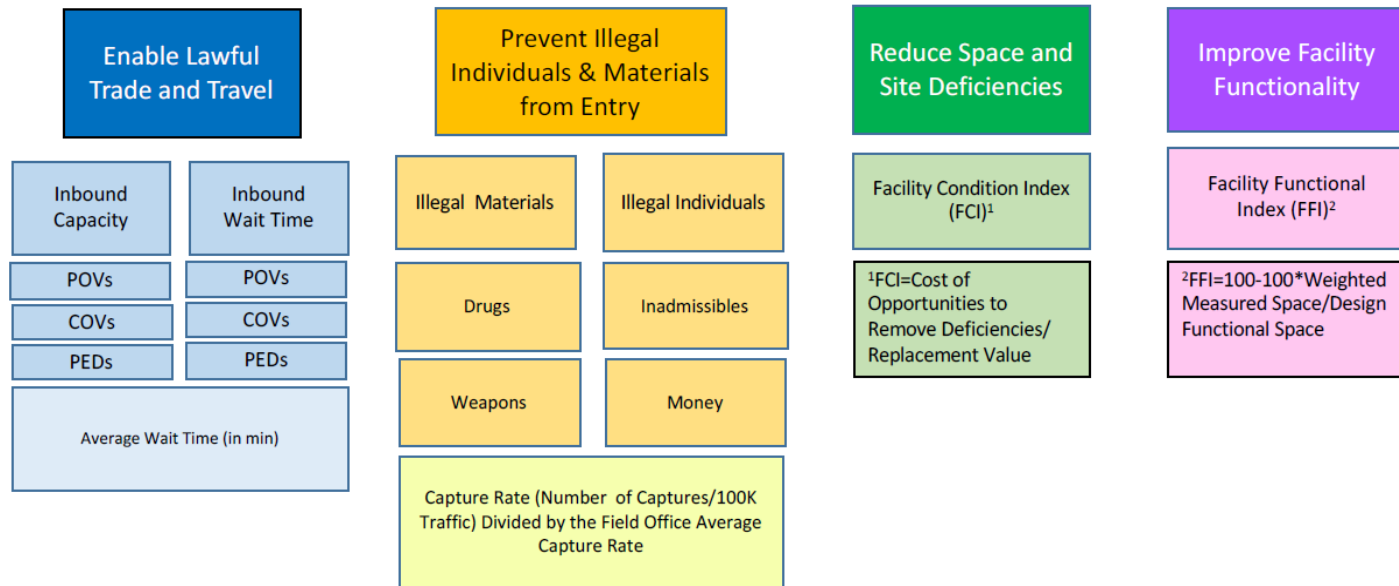 Enable Lawful
Trade and Travel
Prevent Illegal
Individuals & Materials
from Entry
Reduce Space and
Site Deficiencies
Improve Facility
Functionality
Inbound
Capacity
Inbound
Wait Time
Illegal Materials
Illegal Individuals
Facility Condition Index
(FCI)¹
Facility Functional
Index (FFI)²
POVs
POVs
COVs
COVs
PEDs
PEDs
Drugs
Inadmissibles
¹FCI=Cost of
Opportunities to
Remove Deficiencies/
Replacement Value
²FFI=100-100*Weighted
Measured Space/Design
Functional Space
Weapons
Money
Average Wait Time (in min)
Capture Rate (Number of Captures/100K
Traffic) Divided by the Field Office Average
Capture Rate